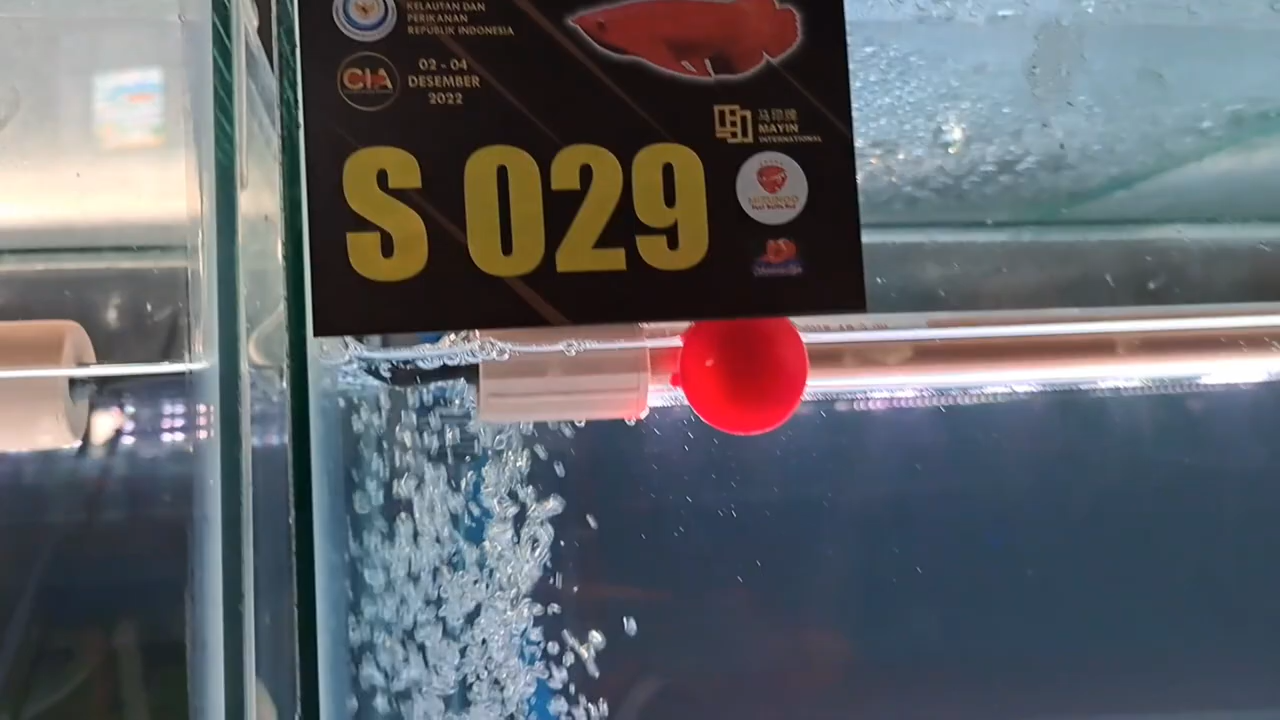 KELAUTAN DAN
PERIKANAN
REPUBLIK INDONESIA
CIA
02 - 04
DESEMBER
2022
马印牌
MAYIN
INTERNATIONAL
S 029